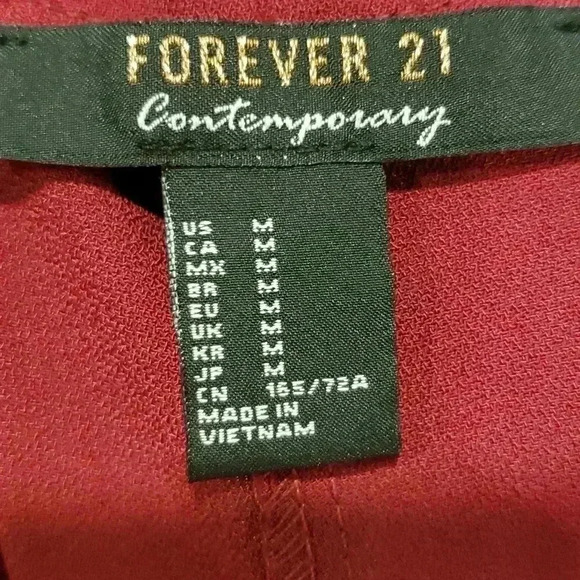 FOREVER 21
Contemporary
US M
CA M
MX M
BR M
EU M
UK M
KR M
JP M
CN 165/72A
MADE IN
VIETNAM